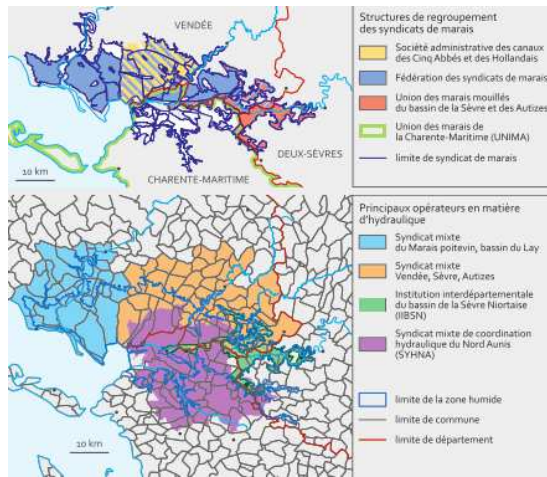 VENDÉE
DEUX-SÈVRES
CHARENTE-MARITIME
10 km
Structures de regroupement
des syndicats de marais
Société administrative des canaux
des Cinq Abbés et des Hollandais
Fédération des syndicats de marais
Union des marais mouillés
du bassin de la Sèvre et des Autizes
Union des marais de
la Charente-Maritime (UNIMA)
limite de syndicat de marais
10 km
Principaux opérateurs en matière
d'hydraulique
Syndicat mixte
du Marais poitevin, bassin du Lay
Syndicat mixte
Vendée, Sèvre, Autizes
Institution interdépartementale
du bassin de la Sèvre Niortaise
(IIBSN)
Syndicat mixte de coordination
hydraulique du Nord Aunis
(SYHNA)
limite de la zone humide
limite de commune
limite de département